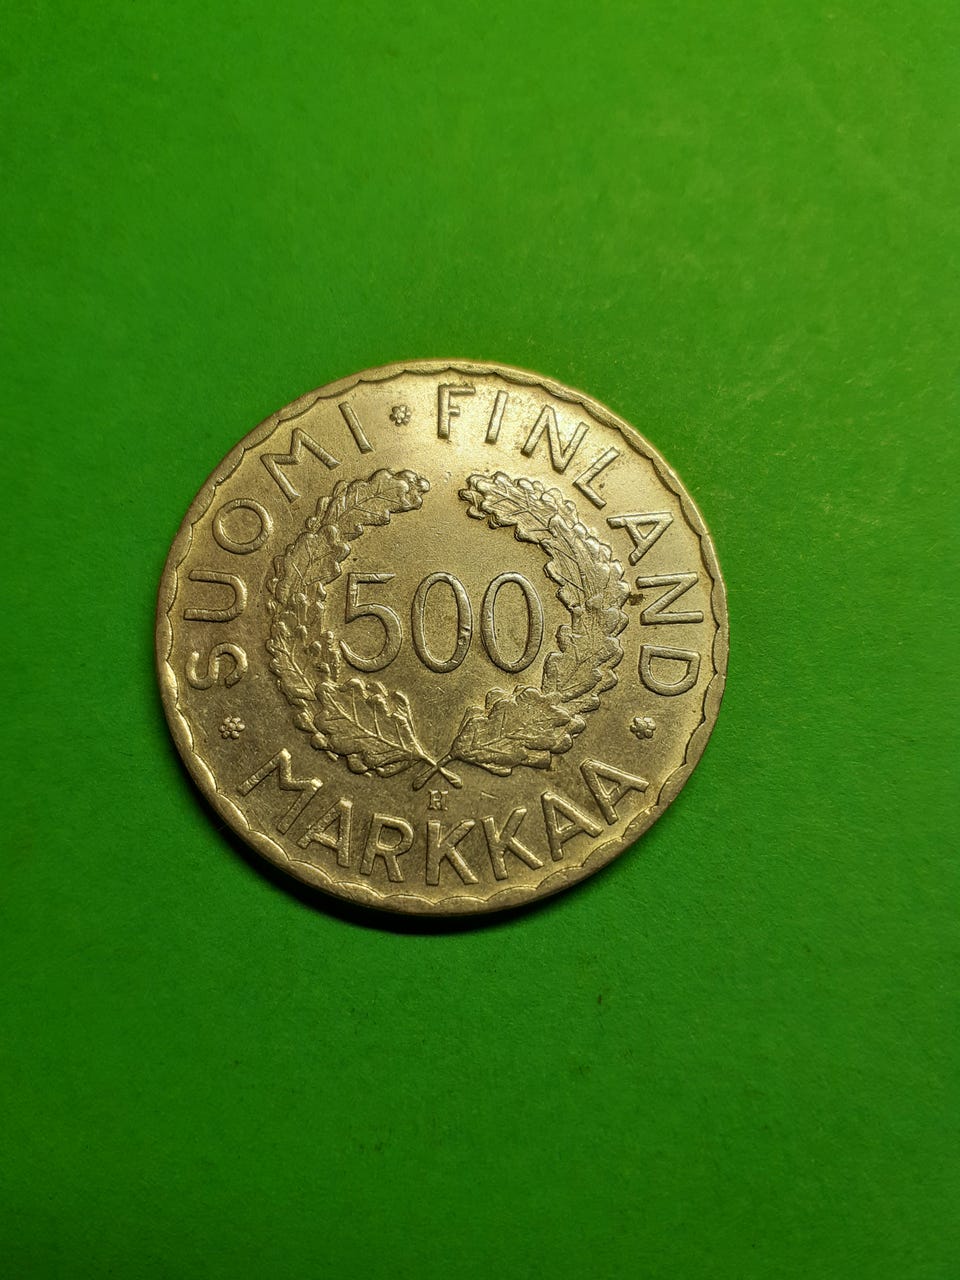 SUOMI FINLAND
500
H
MARKKAA